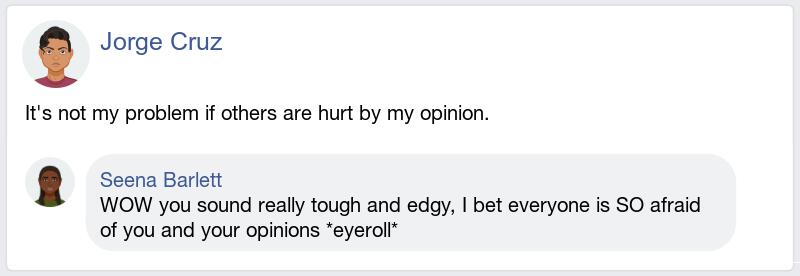 Jorge Cruz
It's not my problem if others are hurt by my opinion.
Seena Barlett
WOW you sound really tough and edgy, I bet everyone is SO afraid
of you and your opinions *eyeroll*